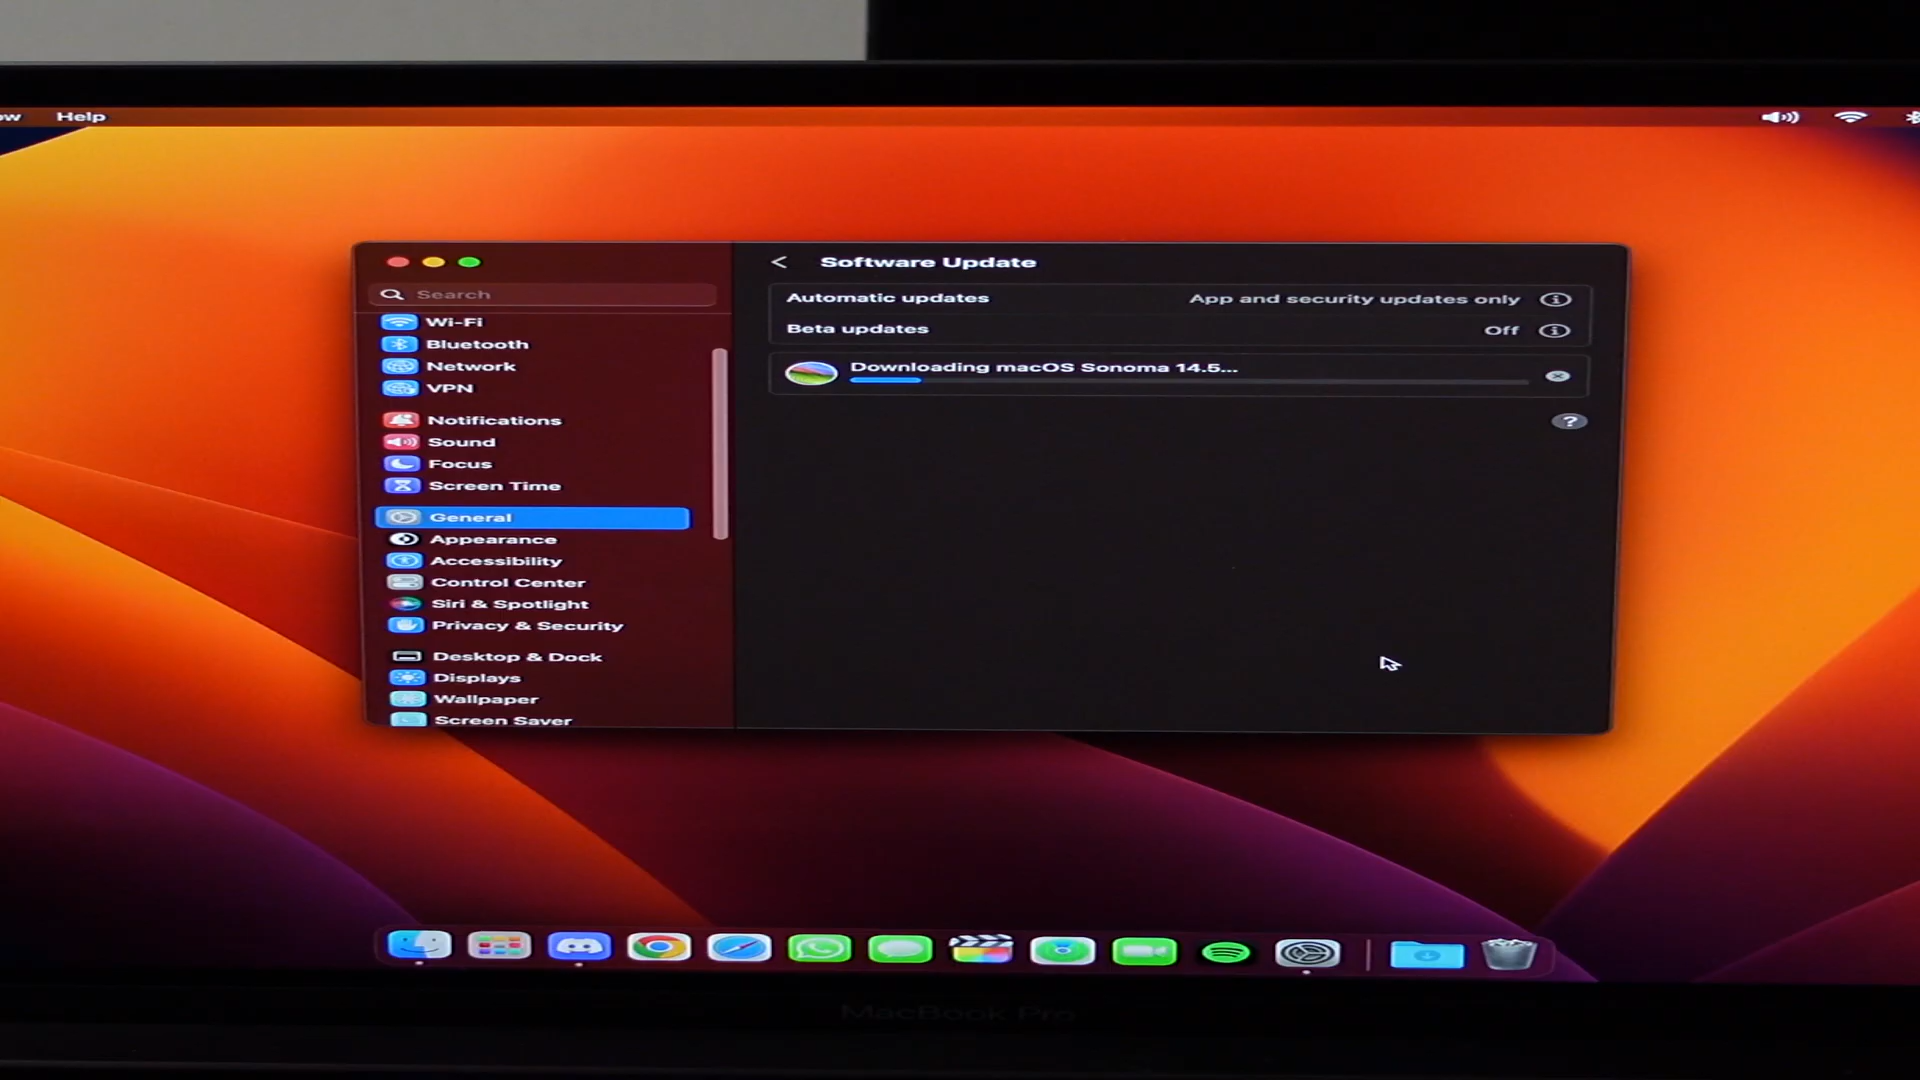 Help
Search
Wi-Fi
Bluetooth
Network
VPN
Notifications
Sound
Focus
Screen Time
General
Appearance
Accessibility
Control Center
Siri & Spotlight
Privacy & Security
Desktop & Dock
Displays
Wallpaper
Screen Saver
< Software Update
Automatic updates App and security updates only
Beta updates Off
Downloading macOS Sonoma 14.5...
?
MacBook Pro